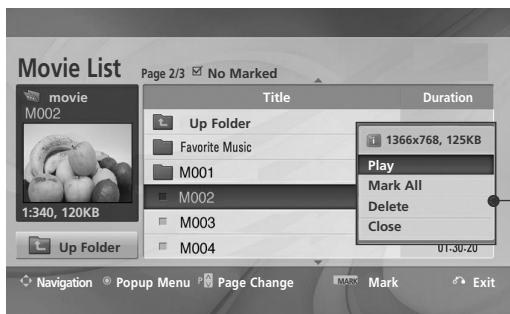 Movie List Page 2/3 No Marked
movie
M002
1:340, 120KB
Up Folder
Title Duration
Up Folder
Favorite Music
M001
M002
M003
M004 01:30:20
1366x768, 125KB
Play
Mark All
Delete
Close
Navigation Popup Menu P Page Change MARK Mark Exit